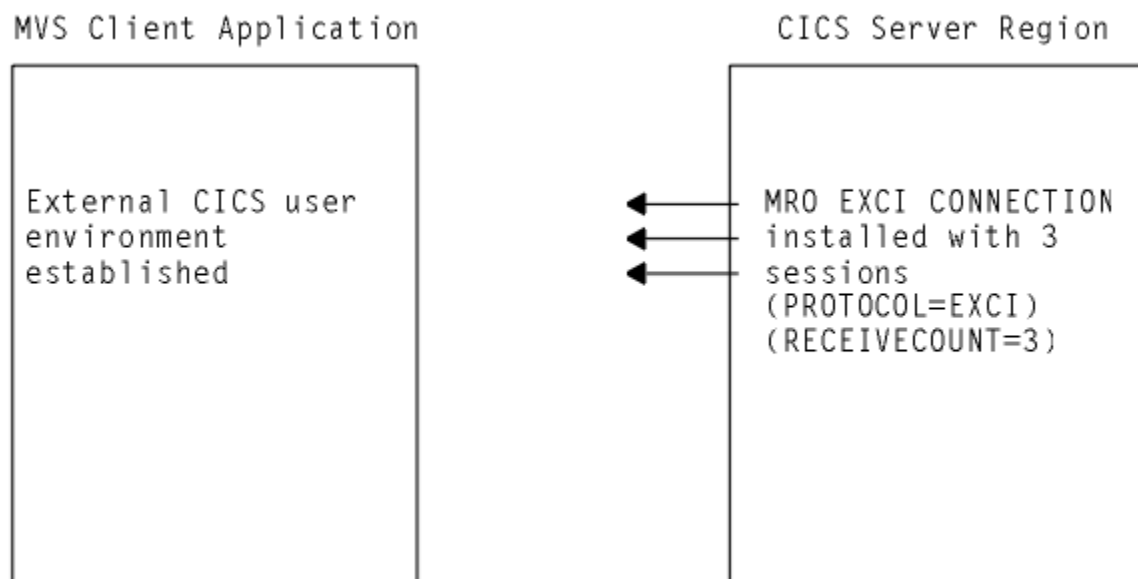 MVS Client Application
External CICS user
environment
established
CICS Server Region
MRO EXCI CONNECTION
installed with 3
sessions
(PROTOCOL=EXCI)
(RECEIVECOUNT=3)